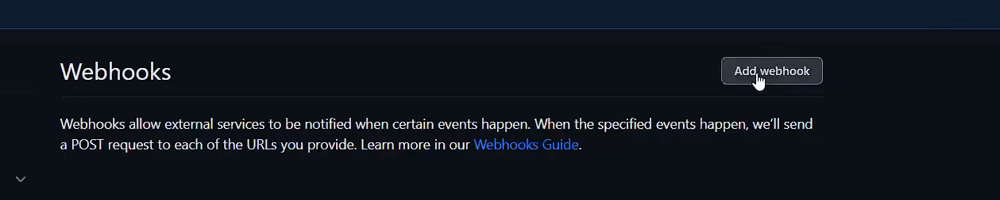 Webhooks
Add webhook
Webhooks allow external services to be notified when certain events happen. When the specified events happen, we’ll send
a POST request to each of the URLs you provide. Learn more in our Webhooks Guide.